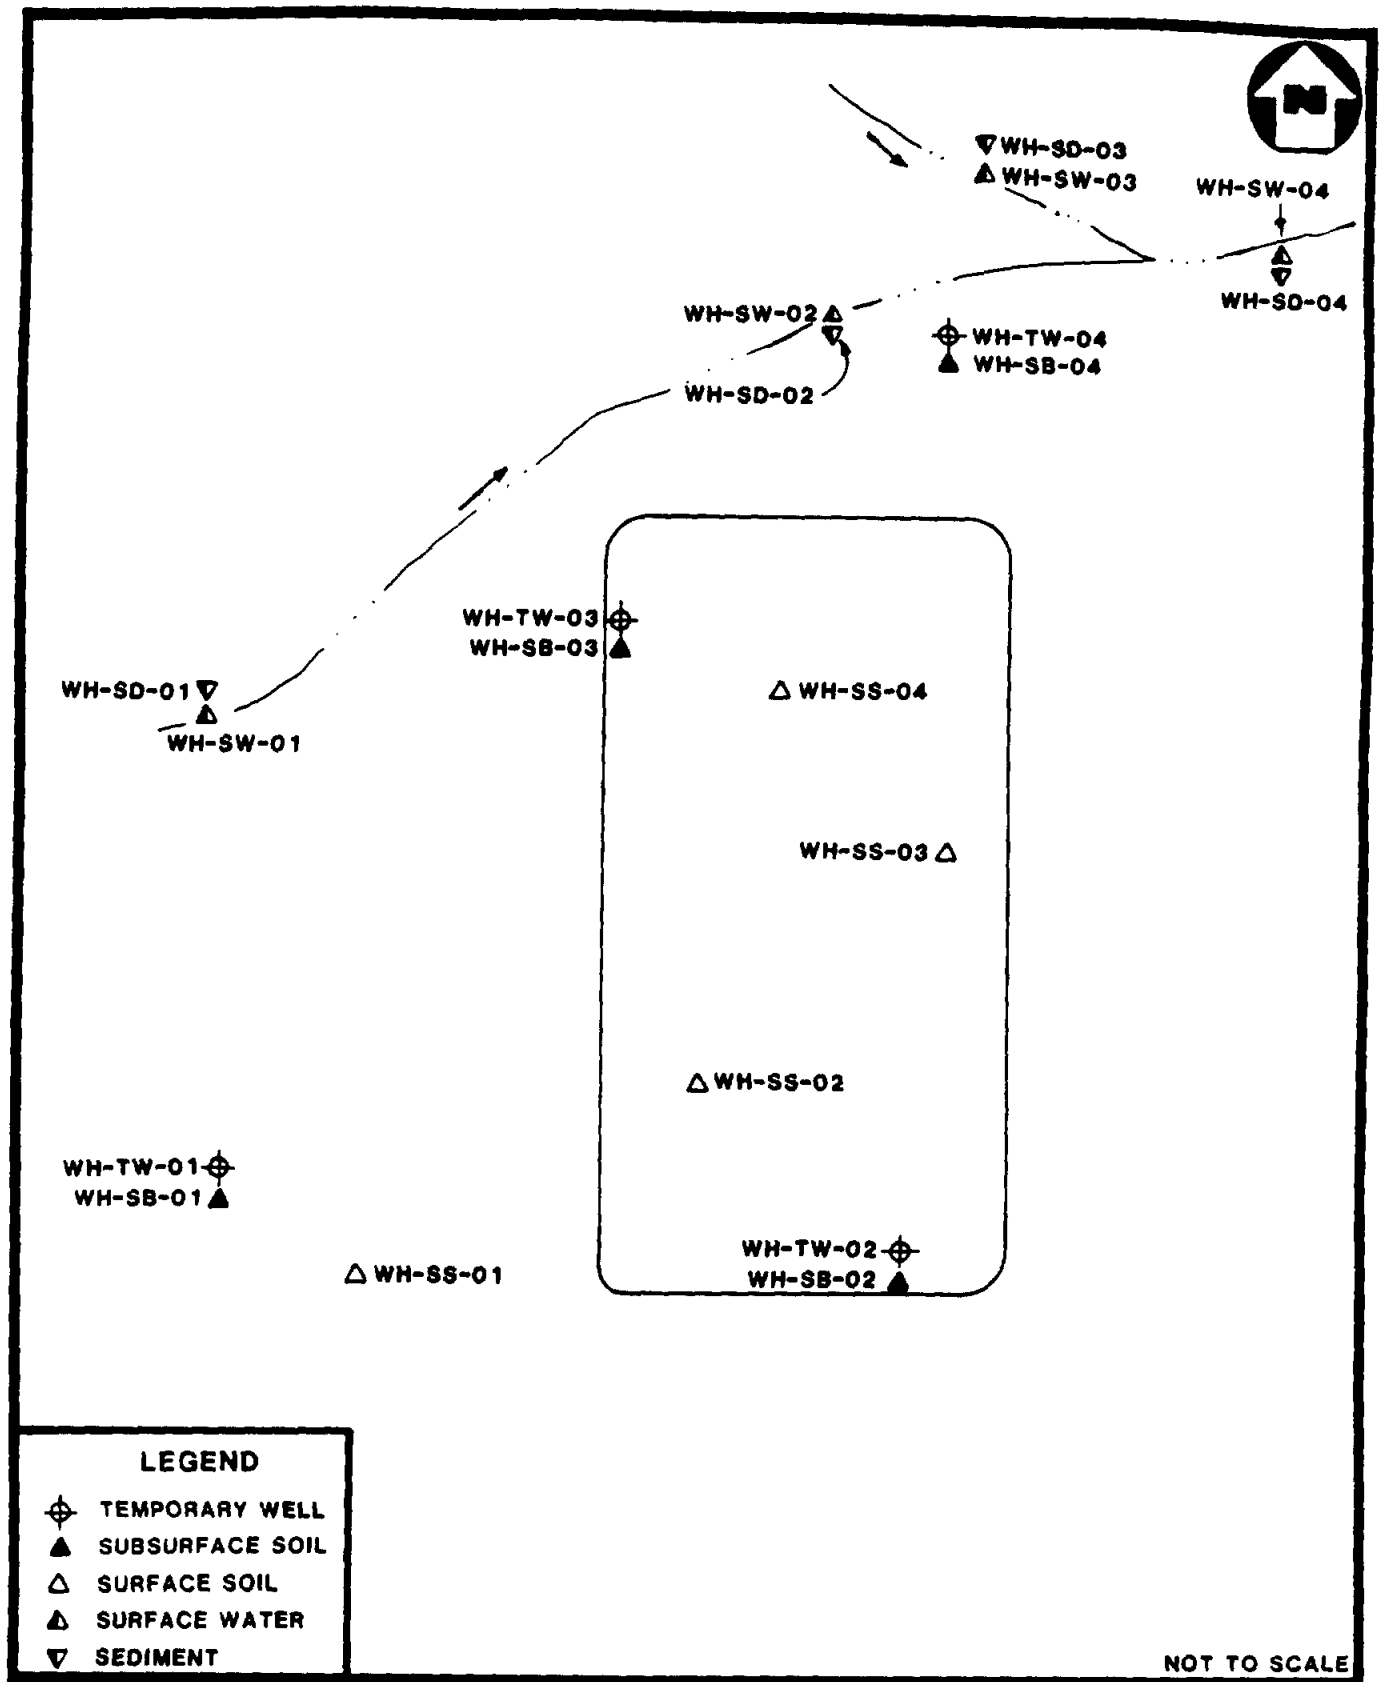 N
WH-SD-03
WH-SW-03
WH-SW-04
WH-SD-04
WH-SW-02
WH-TW-04
WH-SB-04
WH-SD-02
WH-TW-03
WH-SB-03
WH-SD-01
WH-SS-04
WH-SW-01
WH-SS-03
WH-SS-02
WH-TW-01
WH-SB-01
WH-TW-02
WH-SS-01
WH-SB-02
LEGEND
TEMPORARY WELL
SUBSURFACE SOIL
SURFACE SOIL
SURFACE WATER
SEDIMENT
NOT TO SCALE